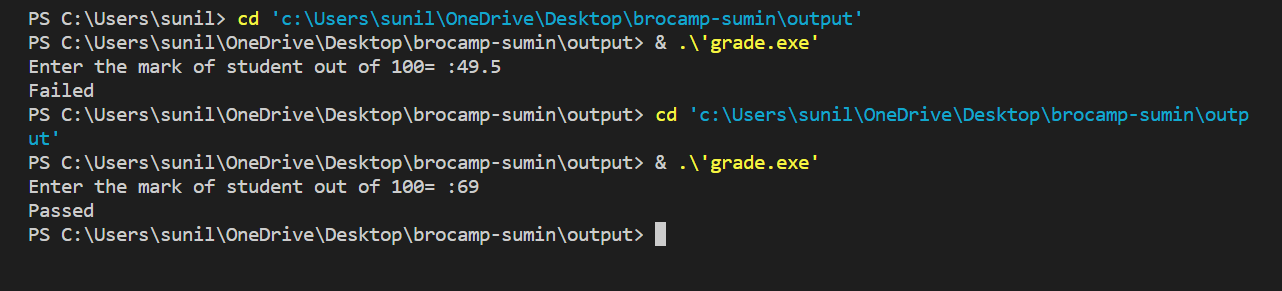 PS C:\Users\sunil> cd 'c:\Users\sunil\OneDrive\Desktop\brocamp-sumin\output'
PS C:\Users\sunil\OneDrive\Desktop\brocamp-sumin\output> & .\'grade.exe'
Enter the mark of student out of 100= :49.5
Failed
PS C:\Users\sunil\OneDrive\Desktop\brocamp-sumin\output> cd 'c:\Users\sunil\OneDrive\Desktop\brocamp-sumin\outp
ut'
PS C:\Users\sunil\OneDrive\Desktop\brocamp-sumin\output> & .\'grade.exe'
Enter the mark of student out of 100= :69
Passed
PS C:\Users\sunil\OneDrive\Desktop\brocamp-sumin\output>